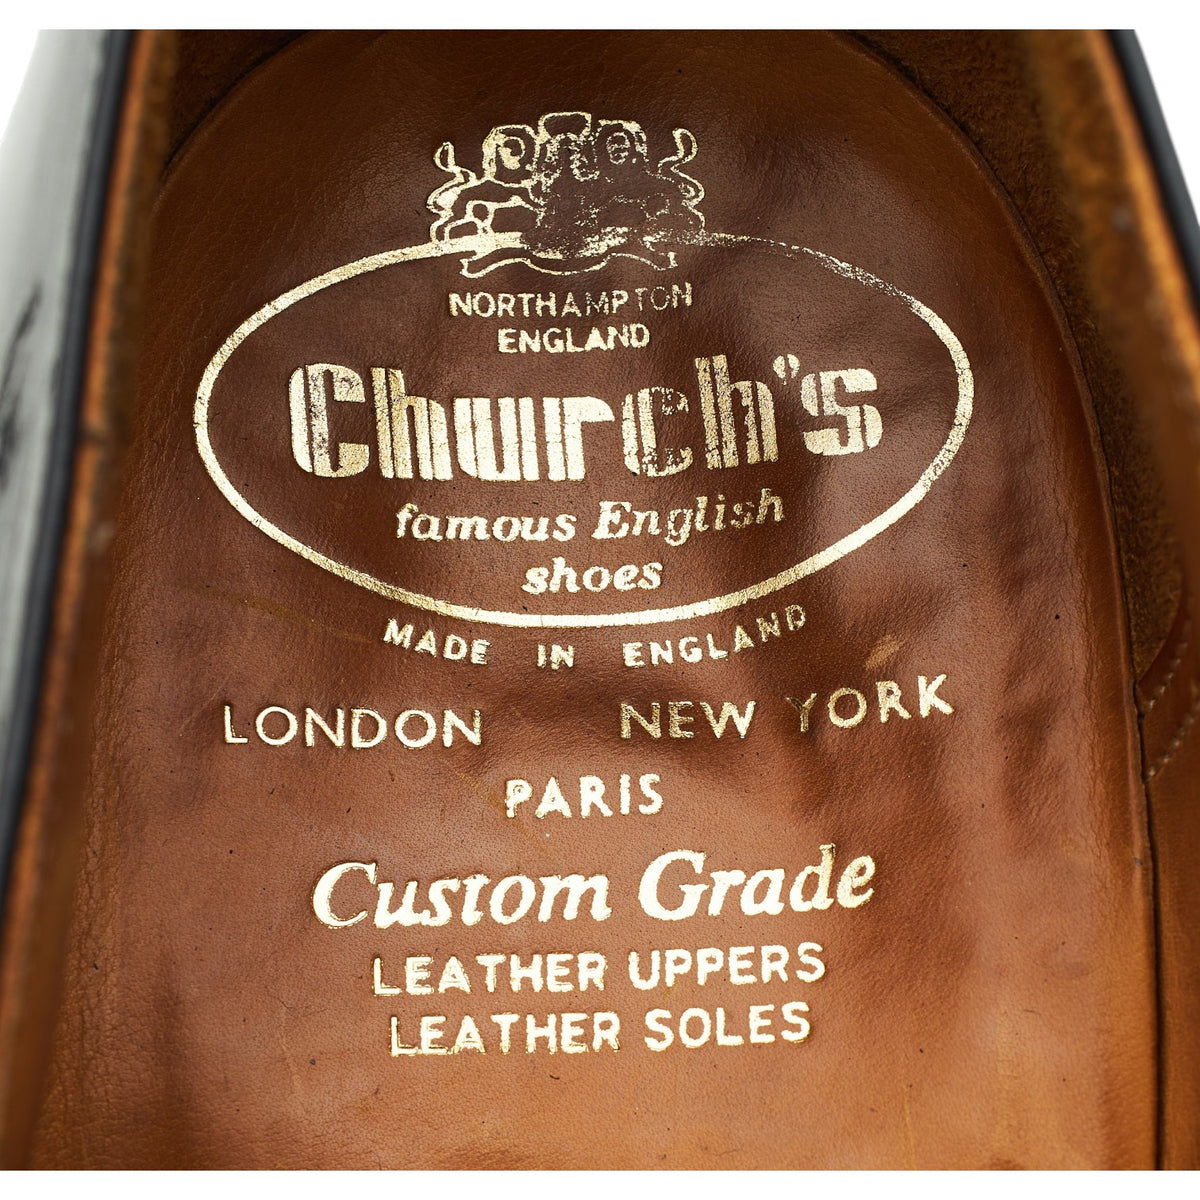 NORTHAMPTON
ENGLAND
Church's
famous English
shoes
MADE IN ENGLAND
LONDON NEW YORK
PARIS
Custom Grade
LEATHER UPPERS
LEATHER SOLES